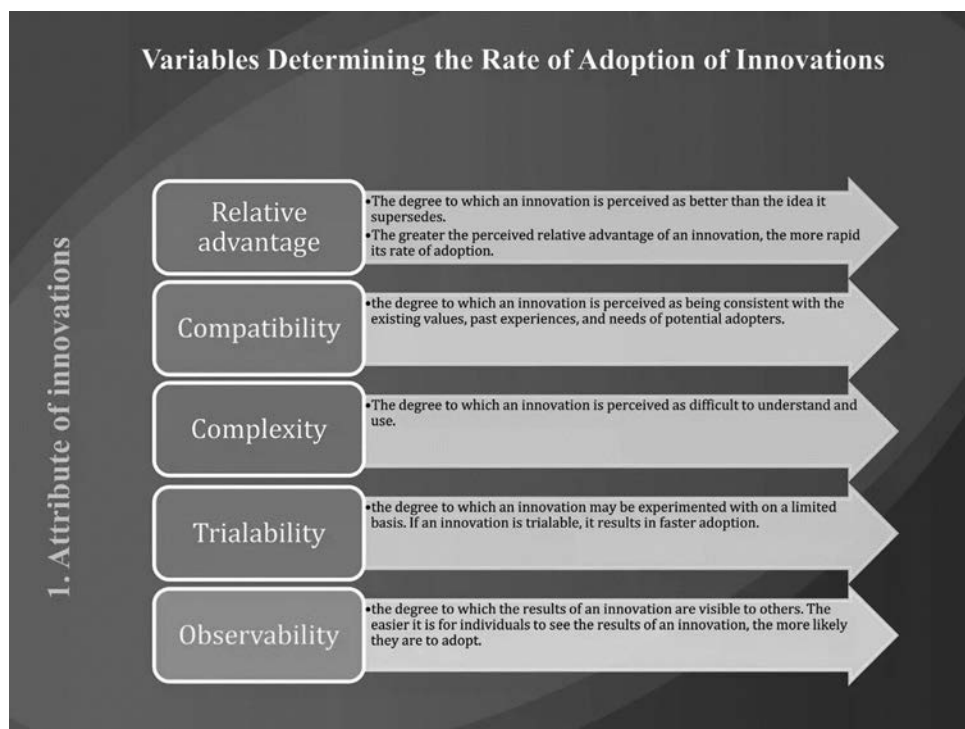 Variables Determining the Rate of Adoption of Innovations
1. Attribute of innovations
Relative
advantage
•The degree to which an innovation is perceived as better than the idea it
supersedes.
•The greater the perceived relative advantage of an innovation, the more rapid
its rate of adoption.
Compatibility
•the degree to which an innovation is perceived as being consistent with the
existing values, past experiences, and needs of potential adopters.
Complexity
•The degree to which an innovation is perceived as difficult to understand and
use.
Trialability
•the degree to which an innovation may be experimented with on a limited
basis. If an innovation is trialable, it results in faster adoption.
Observability
•the degree to which the results of an innovation are visible to others. The
easier it is for individuals to see the results of an innovation, the more likely
they are to adopt.